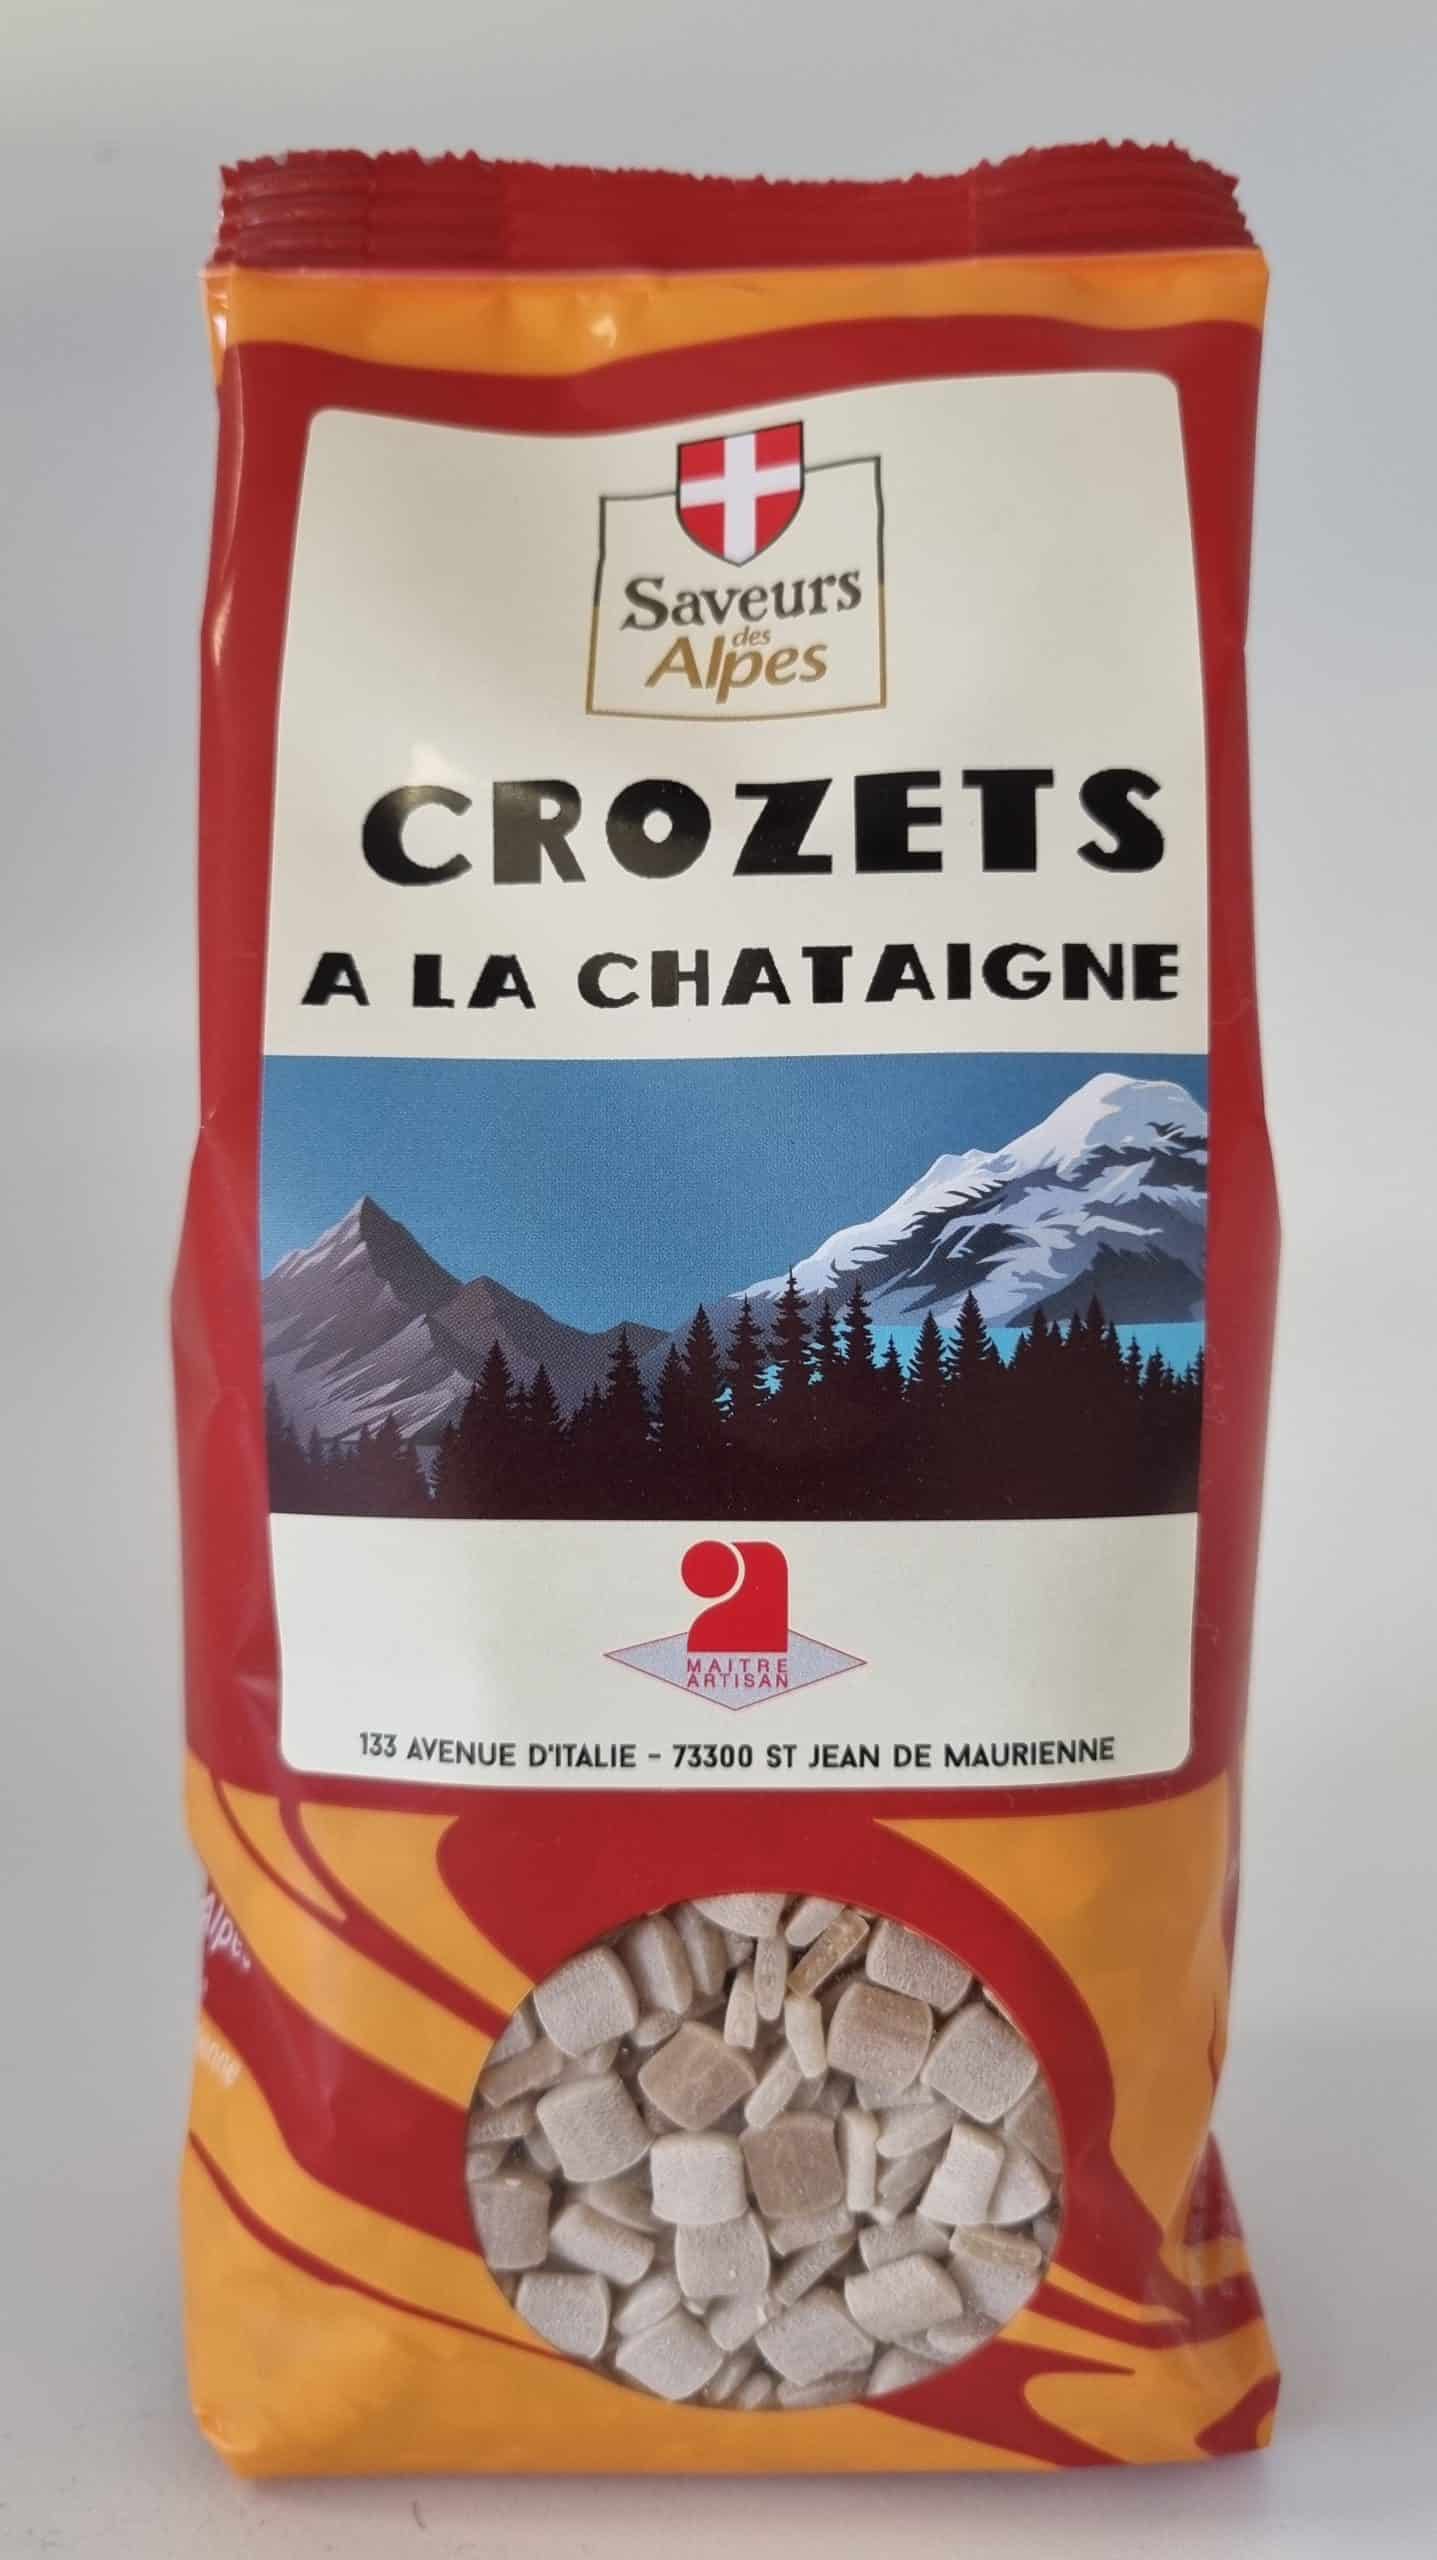 Saveurs
des
Alpes
CROZETS
A LA CHATAIGNE
MAITRE
ARTISAN
133 AVENUE D'ITALIE - 73300 ST JEAN DE MAURIENNE